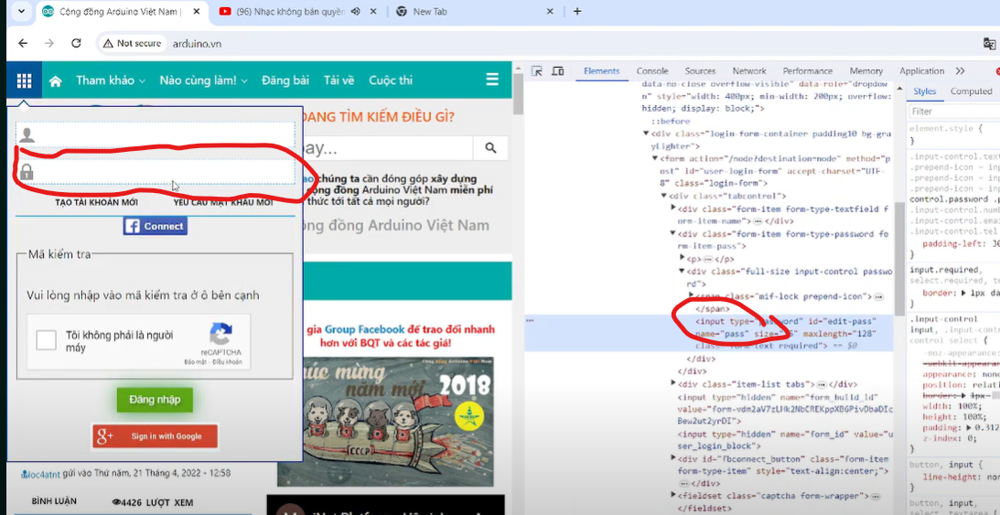 Cộng đồng Arduino Việt Nam |
(96) Nhạc không bản quyền
New Tab
Not secure
arduino.vn
Tham khảo
Nào cùng làm!
Đăng bài
Tải về
Cuộc thi
ĐANG TÌM KIẾM ĐIỀU GÌ?
ay...
chúng ta cần đóng góp xây dựng
cộng đồng Arduino Việt Nam miễn phí
thức tới tất cả mọi người?
ộng đồng Arduino Việt Nam
TẠO TÀI KHOẢN MỚI
YÊU CẦU MẬT KHẨU MỚI
Connect
Mã kiểm tra
Vui lòng nhập vào mã kiểm tra ở ô bên cạnh
Tôi không phải là người
máy
reCAPTCHA
Bảo mật - Điều khoản
Đăng nhập
g+ Sign in with Google
gia Group Facebook để trao đổi nhanh
hơn với BQT và các tác giả!
húc mừng
năm mới 2018
CCCP
loc4atnt gửi vào Thứ năm, 21 Tháng 4, 2022 - 12:58
BÌNH LUẬN
4426 LƯỢT XEM
Elements
Console
Sources
Network
Performance
Memory
Application
data-no-close overflow-visible" data-role="dropdow
n" style="width: 400px; min-width: 200px; overflow:
hidden; display: block;">
::before
<div class="login-form-container padding10 bg-gra
yLighter">
<form action="/node?destination=node" method="p
ost" id="user-login-form" accept-charset="UTF-
8" class="login-form">
<div class="tabcontrol">
<div class="form-item form-type-textfield f
orm-item-name">…</div>
<div class="form-item form-type-password fo
rm-item-pass">
<p>…</p>
<div class="full-size input-control passwo
rd">
<span class="mif-lock prepend-icon">…
</span>
<input type="password" id="edit-pass"
name="pass" size= maxlength="128"
class="form-text required"> == $0
</div>
</div>
<div class="item-list tabs">…</div>
<input type="hidden" name="form_build_id"
<input type="hidden" name="form_id" value="u
ser_login_block">
<div id="fbconnect_button" class="form-item
form-type-item" style="text-align:center;">
…</div>
<fieldset class="captcha form-wrapper">…
</fieldset>
Styles
Computed
Filter
element.style {
}
.input-control.text
.prepend-icon ~ inp
.prepend-icon ~ inp
control.password .p
.input-control.num
.input-control.emai
.input-control.tel
padding-left: 30
}
input.required,
select.required, t
border: 1px da
}
.input-control
input, .input-cont
control select {
-moz-appearance:
-webkit-appearan
appearance: none
position: relati
border: 1px
width: 100%;
height: 100%;
padding: 0.312
z-index: 0;
}
button, input {
line-height: nor
}
button, input,
select, textarea {